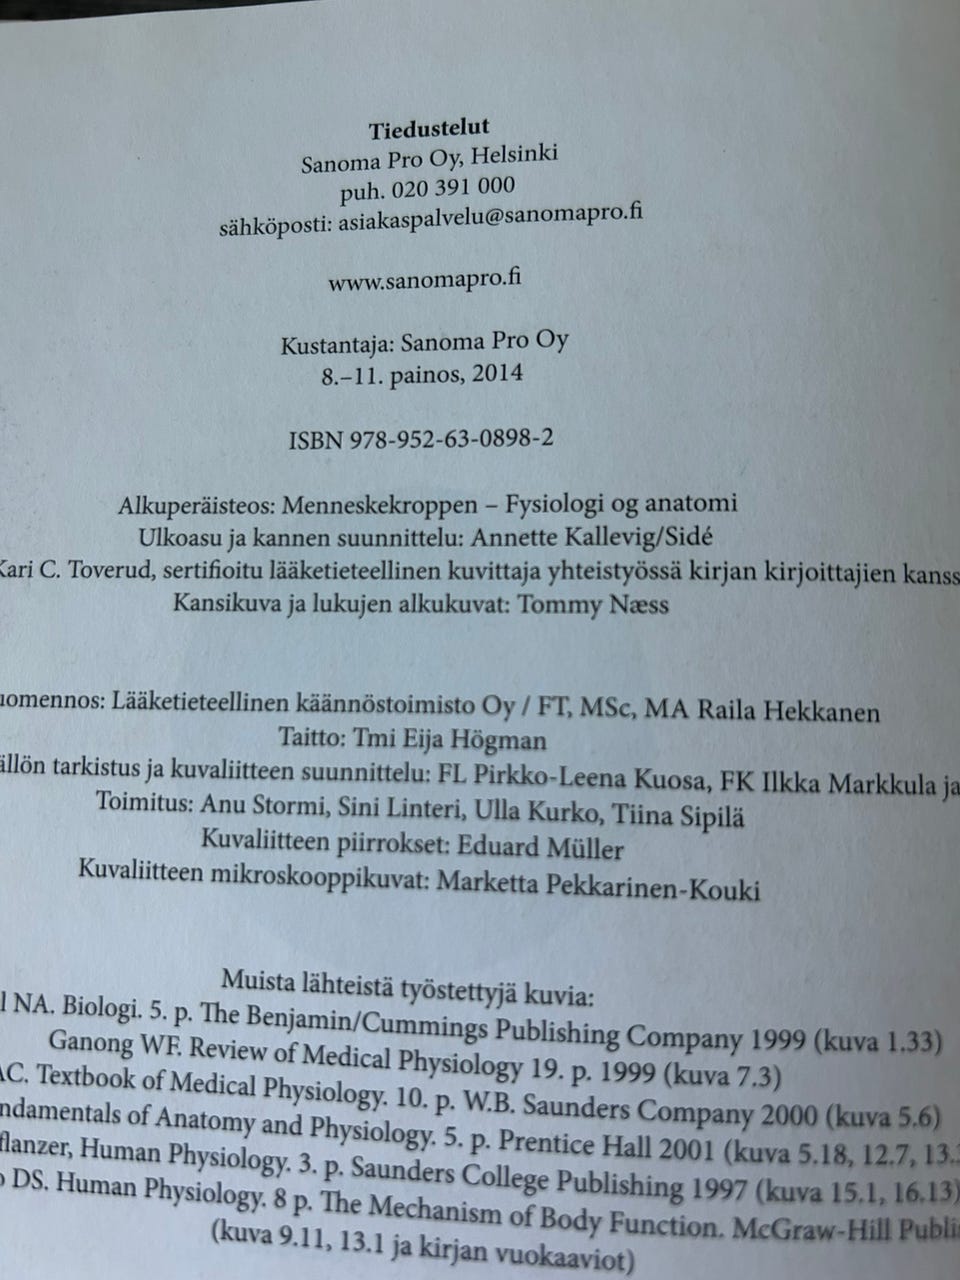 Tiedustelut
Sanoma Pro Oy, Helsinki
puh. 020 391 000
sähköposti: asiakaspalvelu@sanomapro.fi
www.sanomapro.fi
Kustantaja: Sanoma Pro Oy
8.–11. painos, 2014
ISBN 978-952-63-0898-2
Alkuperäisteos: Menneskekroppen – Fysiologi og anatomi
Ulkoasu ja kannen suunnittelu: Annette Kallevig/Sidé
Kari C. Toverud, sertifioitu lääketieteellinen kuvittaja yhteistyössä kirjan kirjoittajien kanss
Kansikuva ja lukujen alkukuvat: Tommy Næss
uomennos: Lääketieteellinen käännöstoimisto Oy / FT, MSc, MA Raila Hekkanen
Taitto: Tmi Eija Högman
ällön tarkistus ja kuvaliitteen suunnittelu: FL Pirkko-Leena Kuosa, FK Ilkka Markkula ja
Toimitus: Anu Stormi, Sini Linteri, Ulla Kurko, Tiina Sipilä
Kuvaliitteen piirrokset: Eduard Müller
Kuvaliitteen mikroskooppikuvat: Marketta Pekkarinen-Kouki
Muista lähteistä työstettyjä kuvia:
l NA. Biologi. 5. p. The Benjamin/Cummings Publishing Company 1999 (kuva 1.33)
Ganong WF. Review of Medical Physiology 19. p. 1999 (kuva 7.3)
AC. Textbook of Medical Physiology. 10. p. W.B. Saunders Company 2000 (kuva 5.6)
ndamentals of Anatomy and Physiology. 5. p. Prentice Hall 2001 (kuva 5.18, 12.7, 13.
flanzer, Human Physiology. 3. p. Saunders College Publishing 1997 (kuva 15.1, 16.13)
DS. Human Physiology. 8 p. The Mechanism of Body Function. McGraw-Hill Publi
(kuva 9.11, 13.1 ja kirjan vuokaaviot)